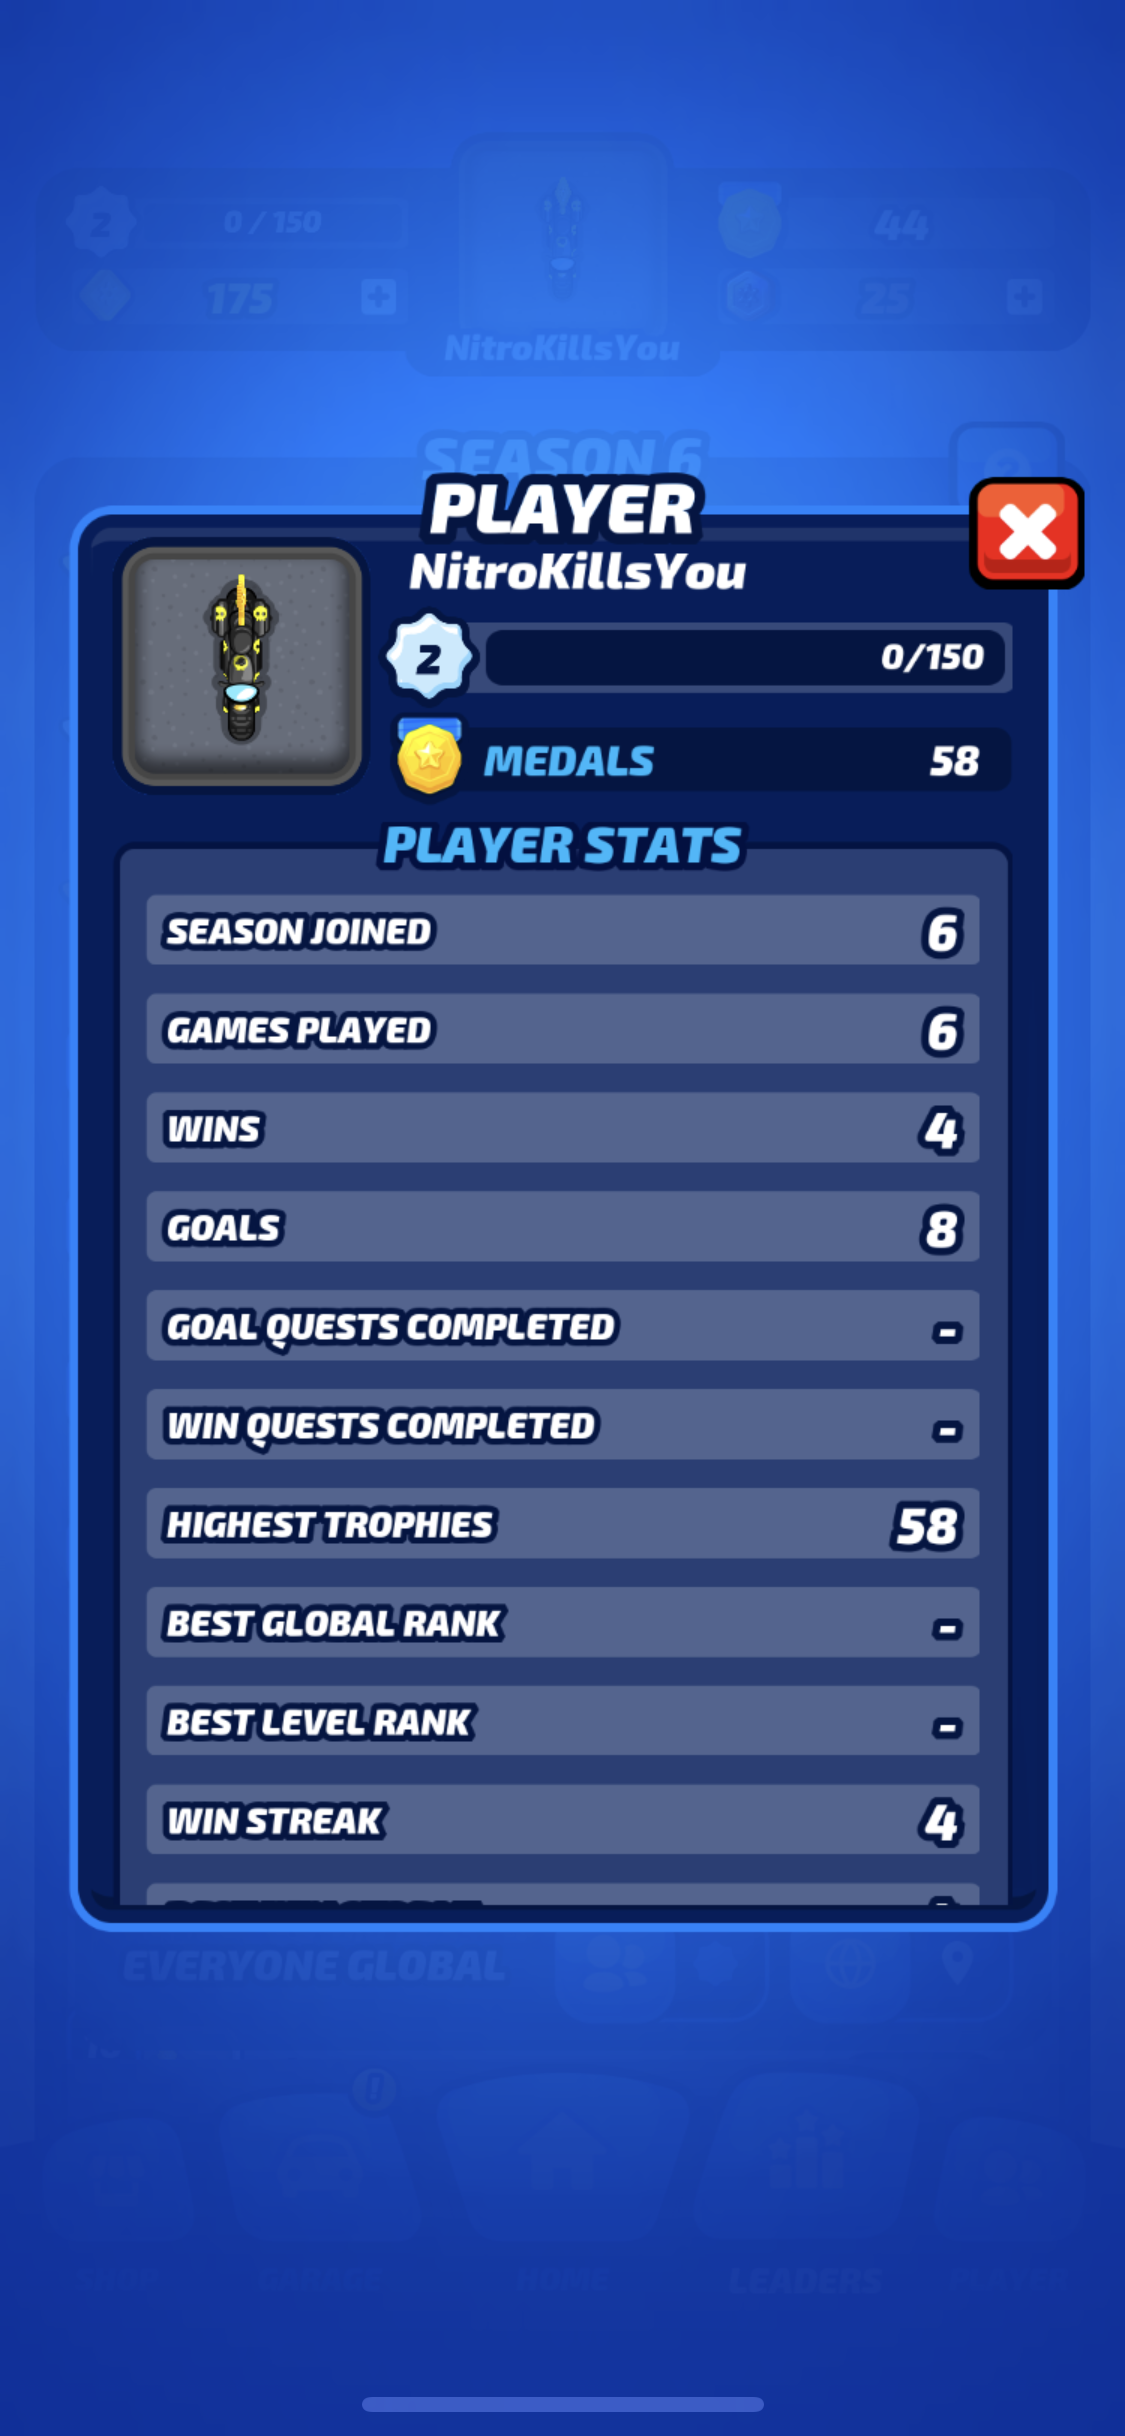 2
0 / 150
44
175
25
NitroKillsYou
SEASON 6
PLAYER
NitroKillsYou
2
0/150
MEDALS
58
PLAYER STATS
SEASON JOINED
6
GAMES PLAYED
6
WINS
4
GOALS
8
GOAL QUESTS COMPLETED
-
WIN QUESTS COMPLETED
-
HIGHEST TROPHIES
58
BEST GLOBAL RANK
-
BEST LEVEL RANK
-
WIN STREAK
4
EVERYONE GLOBAL
SHOP
HOME
LEADERS